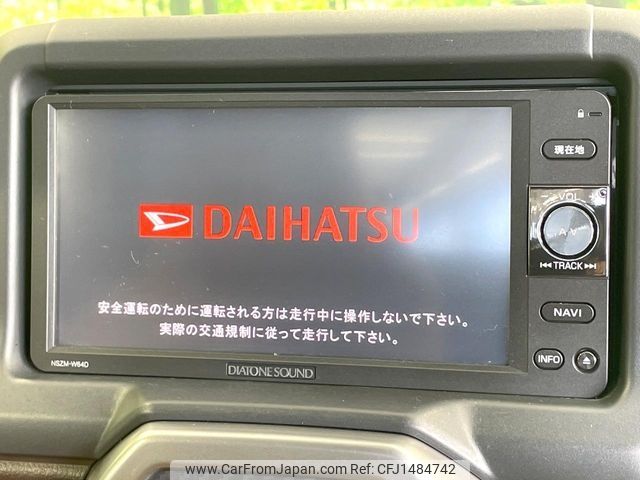 現在地
VOL
AV
TRACK
NAVI
INFO
DAIHATSU
安全運転のために運転される方は走行中に操作しないで下さい。
実際の交通規制に従って走行して下さい。
NSZM-W64D
DIATONE SOUND
www.CarFromJapan.com | CFJ1484742